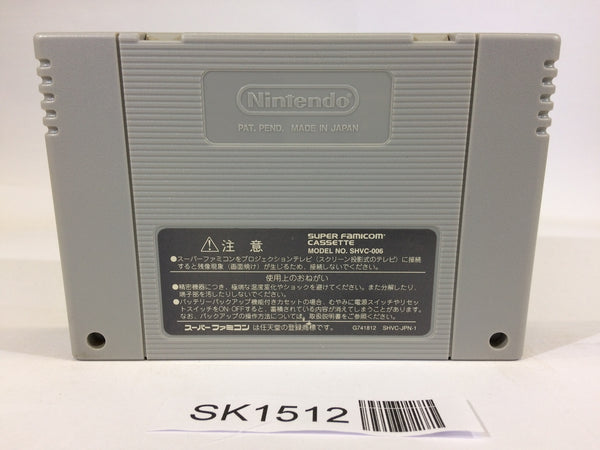 Nintendo
PAT. PEND. MADE IN JAPAN
⚠注 意
SUPER FAMICOM
CASSETTE
MODEL NO. SHVC-006
●スーパーファミコンをプロジェクションテレビ(スクリーン投影式のテレビ)に接続
すると残像現象(画面焼け)が生じるため、接続しないでください。
使用上のおねがい
●精密機器につき、極端な温度変化やショックを避けてください。また分解したり、
端子部を汚したりしないでください。
●バッテリーバックアップ機能付きカセットの場合、むやみに電源スイッチやリセッ
トスイッチをON OFFすると、蓄積されている内容が消えてしまうことがあります。
なお、バックアップの操作方法については、取扱説明書をご参照ください。
スーパーファミコン は任天堂の登録商標です。
G741812 SHVC-JPN-1
SK1512